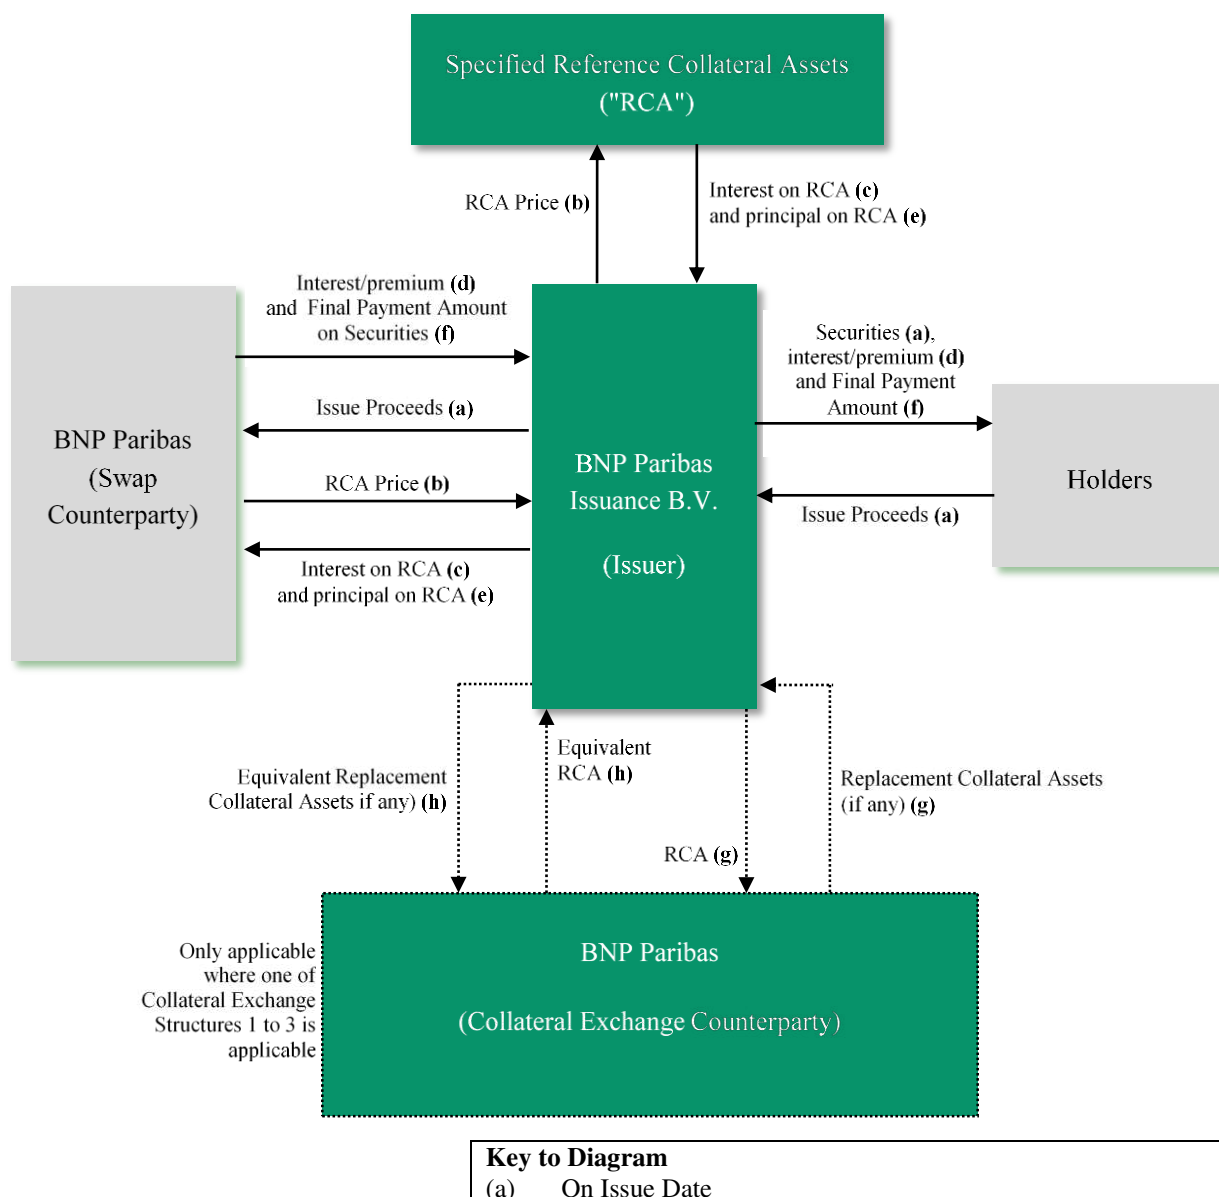 Specified Reference Collateral Assets
("RCA")
RCA Price (b)
Interest on RCA (c)
and principal on RCA (e)
Interest/premium (d)
and Final Payment Amount
on Securities (f)
Issue Proceeds (a)
RCA Price (b)
Interest on RCA (c)
and principal on RCA (e)
BNP Paribas
(Swap
Counterparty)
BNP Paribas
Issuance B.V.
(Issuer)
Securities (a),
interest/premium (d)
and Final Payment
Amount (f)
Issue Proceeds (a)
Holders
Equivalent Replacement
Collateral Assets if any) (h)
Equivalent
RCA (h)
RCA (g)
Replacement Collateral Assets
(if any) (g)
Only applicable
where one of
Collateral Exchange
Structures 1 to 3 is
applicable
BNP Paribas
(Collateral Exchange Counterparty)
Key to Diagram
(a) On Issue Date